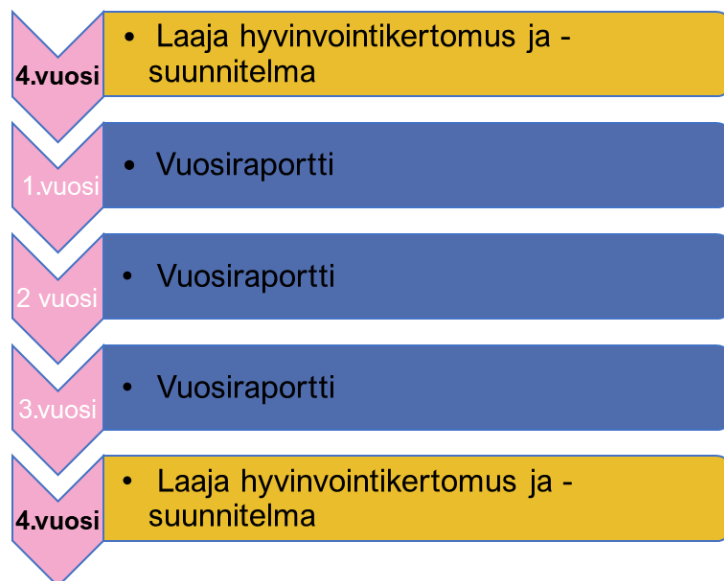 4.vuosi
• Laaja hyvinvointikertomus ja -
suunnitelma
1.vuosi
• Vuosiraportti
2 vuosi
• Vuosiraportti
3.vuosi
• Vuosiraportti
4.vuosi
• Laaja hyvinvointikertomus ja -
suunnitelma